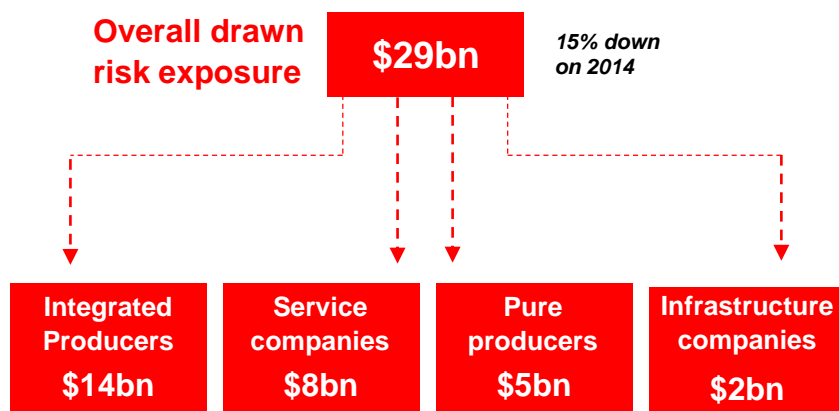 Overall drawn
risk exposure
$29bn
15% down
on 2014
Integrated
Producers
$14bn
Service
companies
$8bn
Pure
producers
$5bn
Infrastructure
companies
$2bn